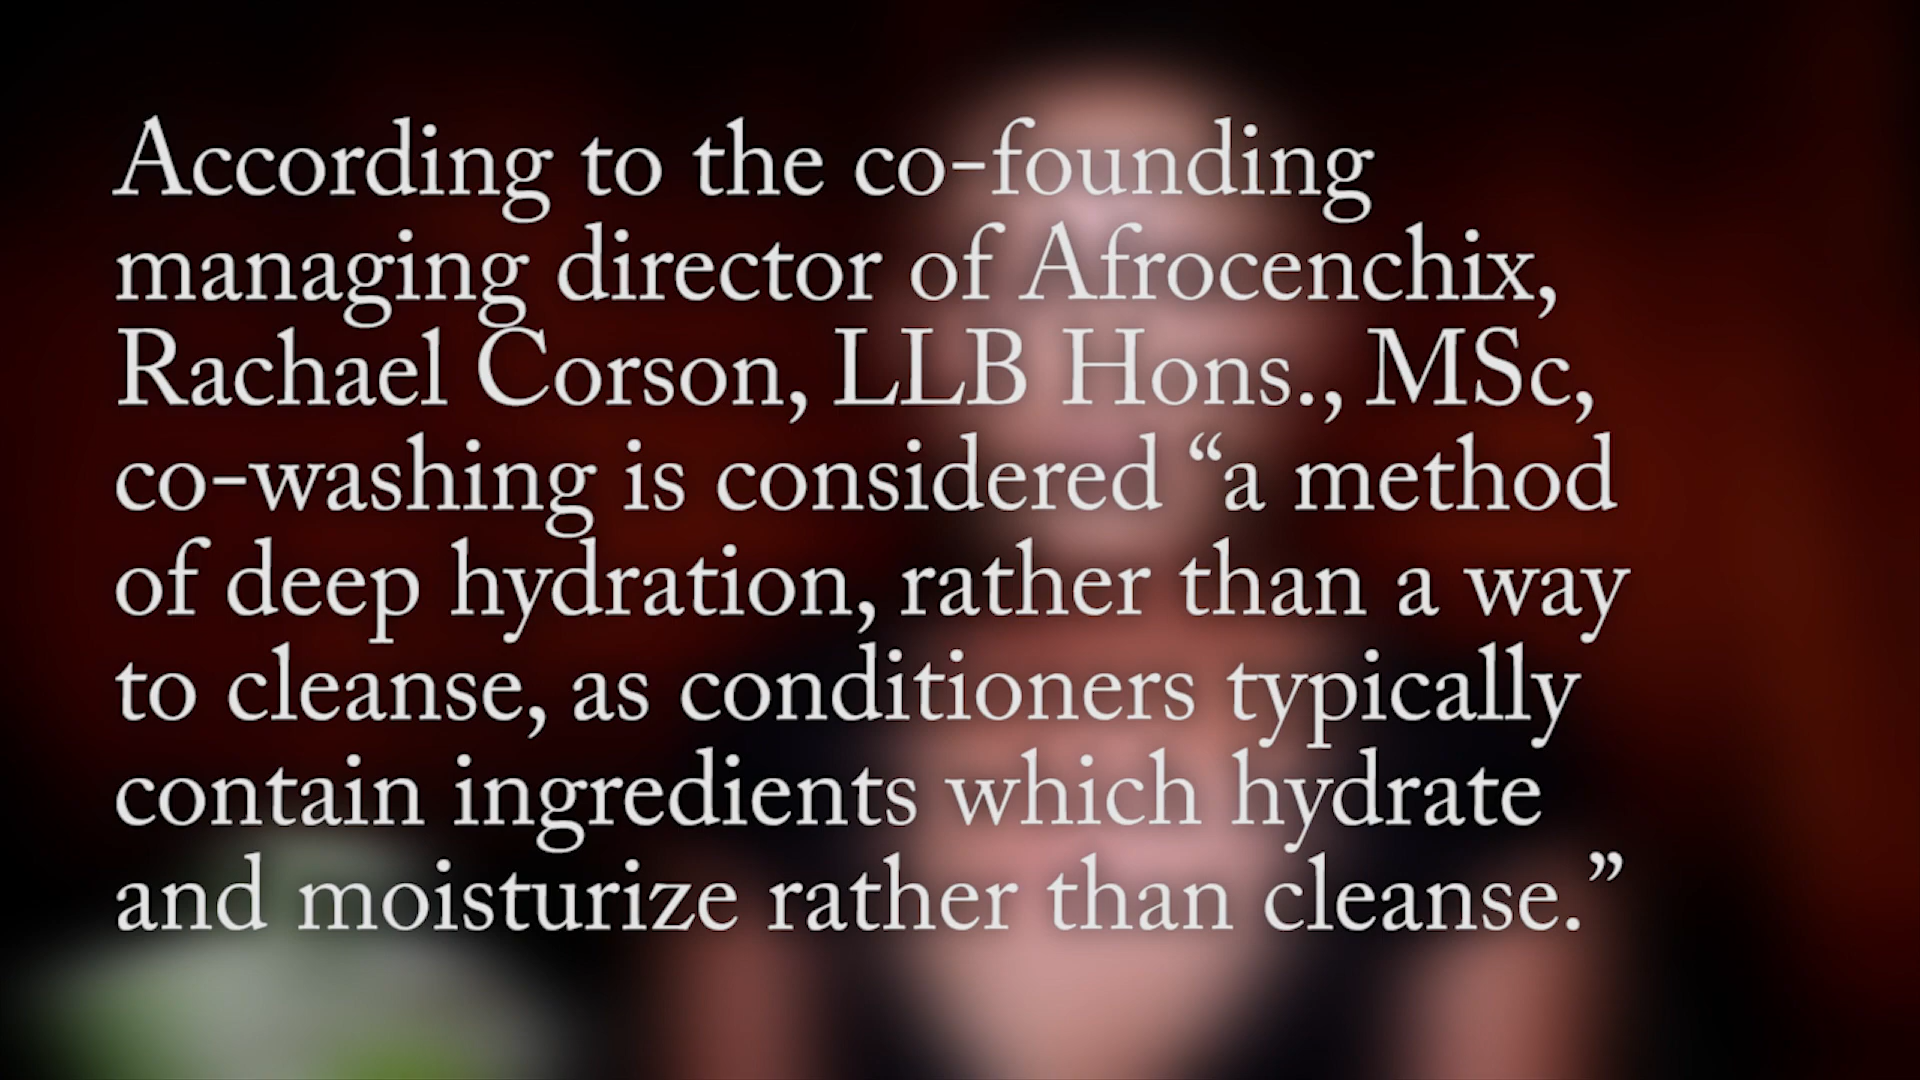 According to the co-founding
managing director of Afrocenchix,
Rachael Corson, LLB Hons., MSc,
co-washing is considered “a method
of deep hydration, rather than a way
to cleanse, as conditioners typically
contain ingredients which hydrate
and moisturize rather than cleanse.”